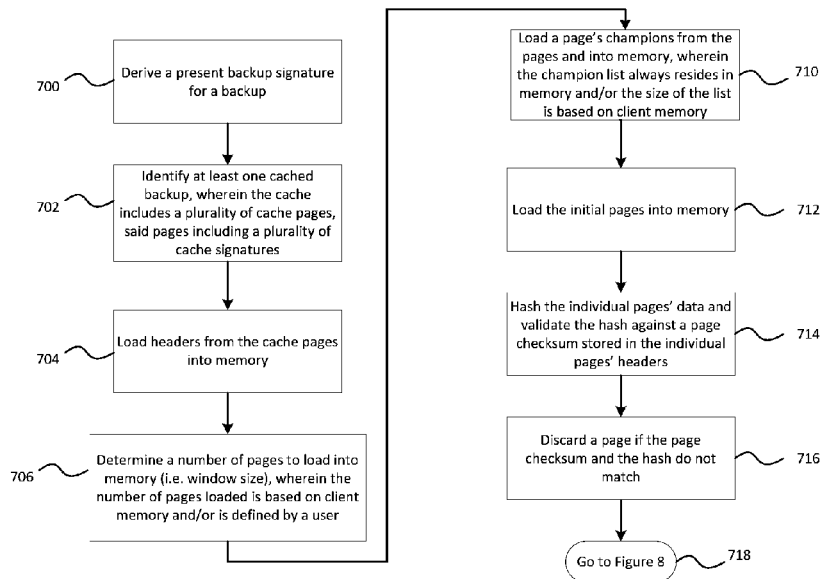 700
Derive a present backup signature
for a backup
702
Identify at least one cached
backup, wherein the cache
includes a plurality of cache pages,
said pages including a plurality of
cache signatures
704
Load headers from the cache pages
into memory
706
Determine a number of pages to load into
memory (i.e. window size), wherein the
number of pages loaded is based on client
memory and/or is defined by a user
Load a page's champions from the
pages and into memory, wherein
the champion list always resides in
memory and/or the size of the list
is based on client memory
710
Load the initial pages into memory
712
Hash the individual pages' data and
validate the hash against a page
checksum stored in the individual
pages' headers
714
Discard a page if the page
checksum and the hash do not
match
716
Go to Figure 8
718